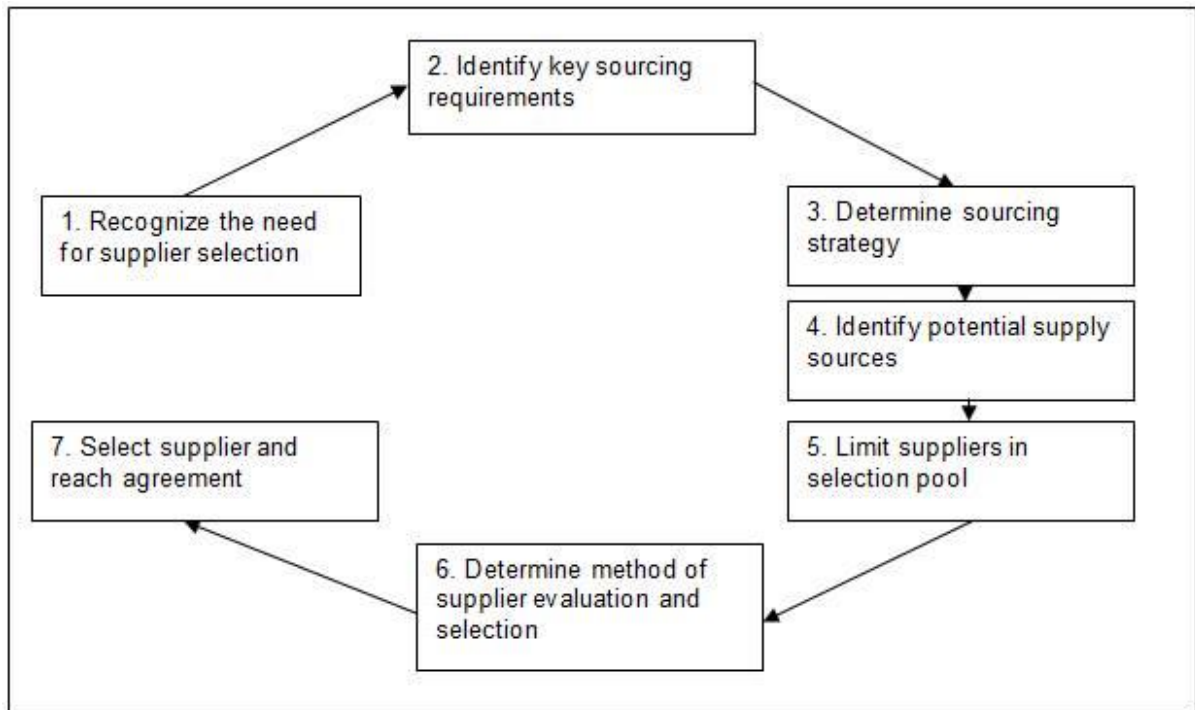 1. Recognize the need
for supplier selection
2. Identify key sourcing
requirements
3. Determine sourcing
strategy
4. Identify potential supply
sources
5. Limit suppliers in
selection pool
6. Determine method of
supplier evaluation and
selection
7. Select supplier and
reach agreement